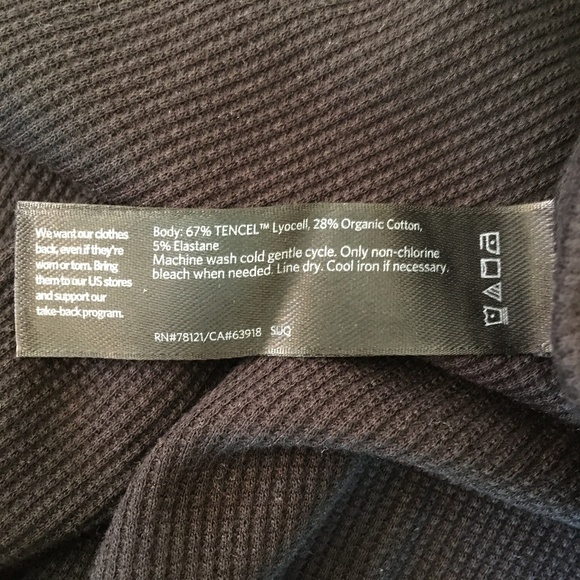 We want our clothes
back, even if they're
worn or torn. Bring
them to our US stores
and support our
take-back program.
Body: 67% TENCEL™ Lyocell, 28% Organic Cotton,
5% Elastane
Machine wash cold gentle cycle. Only non-chlorine
bleach when needed. Line dry. Cool iron if necessary.
RN#78121/CA#63918 SUQ